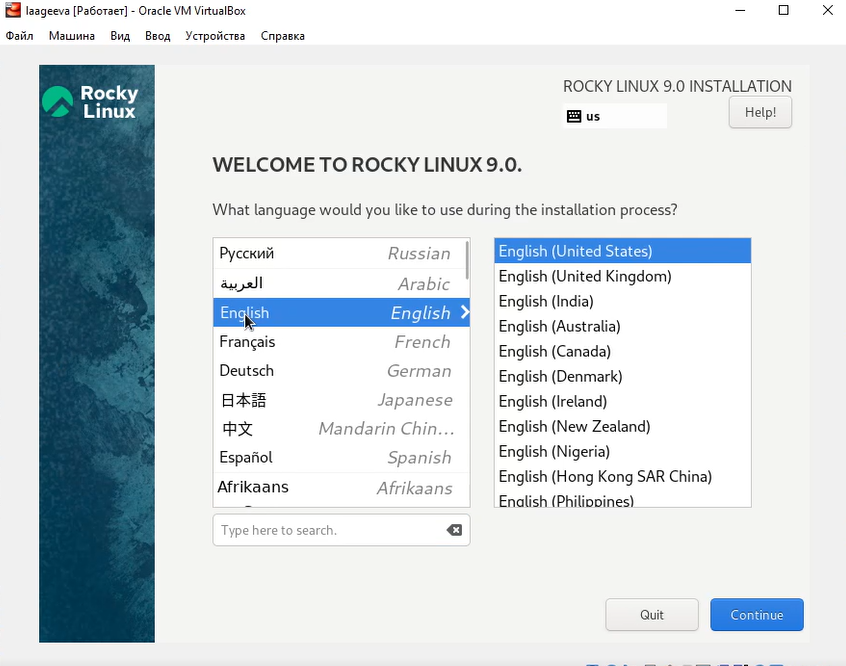 laageeva [Работает] - Oracle VM VirtualBox
Файл Машина Вид Ввод Устройства Справка
Rocky
Linux
ROCKY LINUX 9.0 INSTALLATION
us
Help!
WELCOME TO ROCKY LINUX 9.0.
What language would you like to use during the installation process?
Русский Russian
العربية Arabic
English English
Français French
Deutsch German
日本語 Japanese
中文 Mandarin Chin...
Español Spanish
Afrikaans Afrikaans
English (United States)
English (United Kingdom)
English (India)
English (Australia)
English (Canada)
English (Denmark)
English (Ireland)
English (New Zealand)
English (Nigeria)
English (Hong Kong SAR China)
English (Philippines)
Type here to search.
Quit
Continue